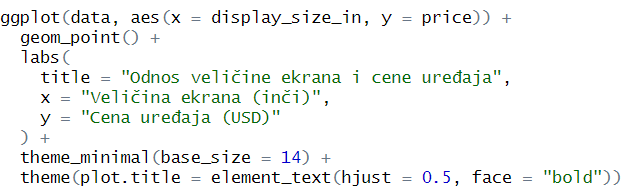 ggplot(data, aes(x = display_size_in, y = price)) +
  geom_point() +
  labs(
    title = "Odnos veličine ekrana i cene uređaja",
    x = "Veličina ekrana (inči)",
    y = "Cena uređaja (USD)"
  ) +
  theme_minimal(base_size = 14) +
  theme(plot.title = element_text(hjust = 0.5, face = "bold"))